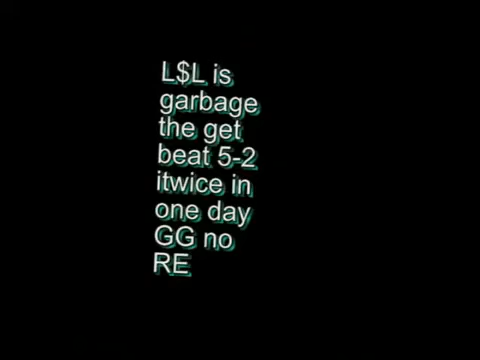 L$L is
garbage
the get
beat 5-2
itwice in
one day
GG no
RE